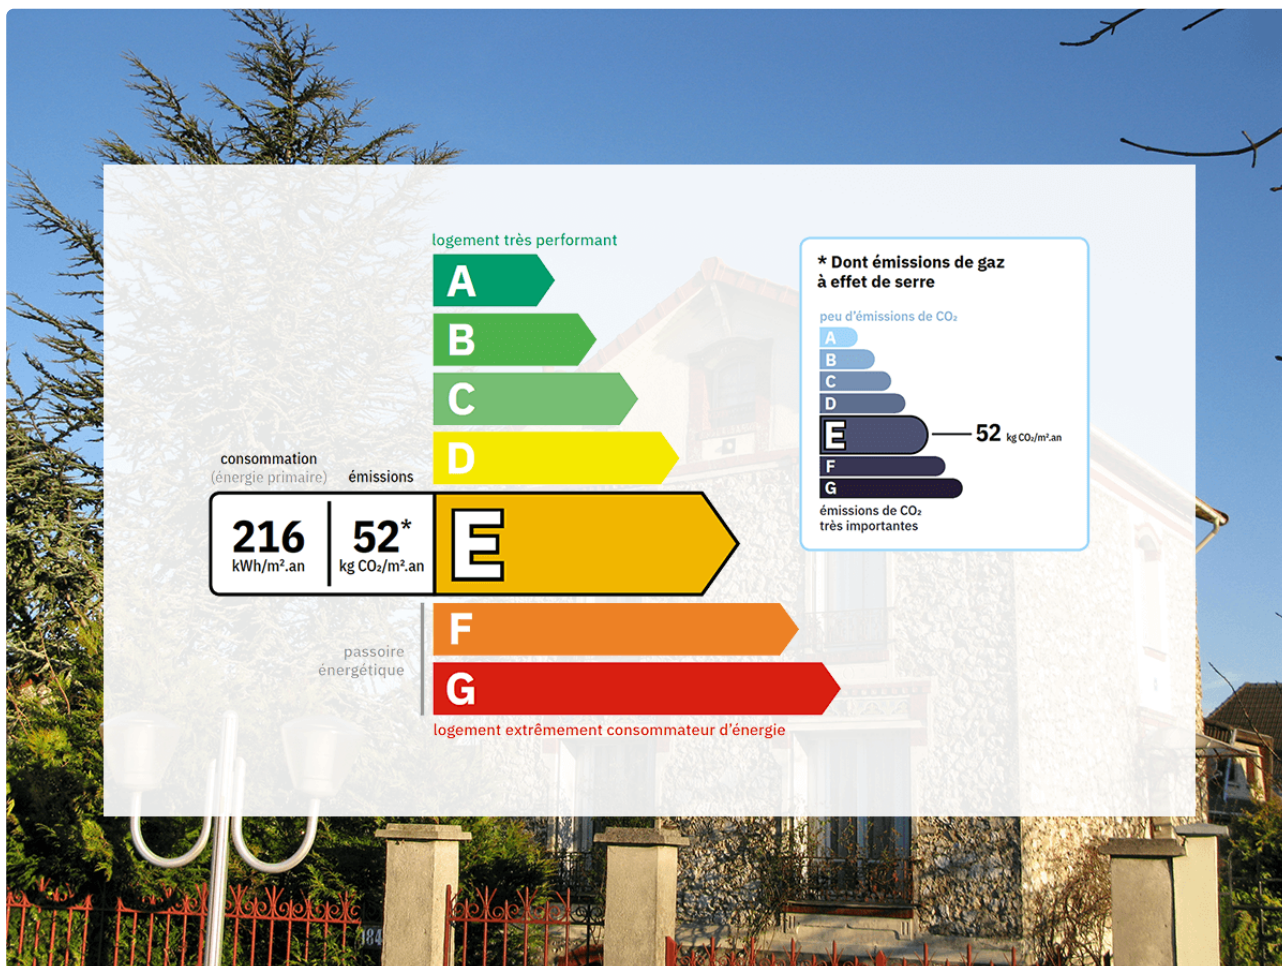 logement très performant
A
B
C
D
consommation
(énergie primaire)
émissions
216
kWh/m².an
52*
kg CO₂/m².an
E
F
G
passoire
énergétique
logement extrêmement consommateur d'énergie
* Dont émissions de gaz
à effet de serre
peu d'émissions de CO₂
A
B
C
D
E
52 kg CO₂/m².an
F
G
émissions de CO₂
très importantes
184